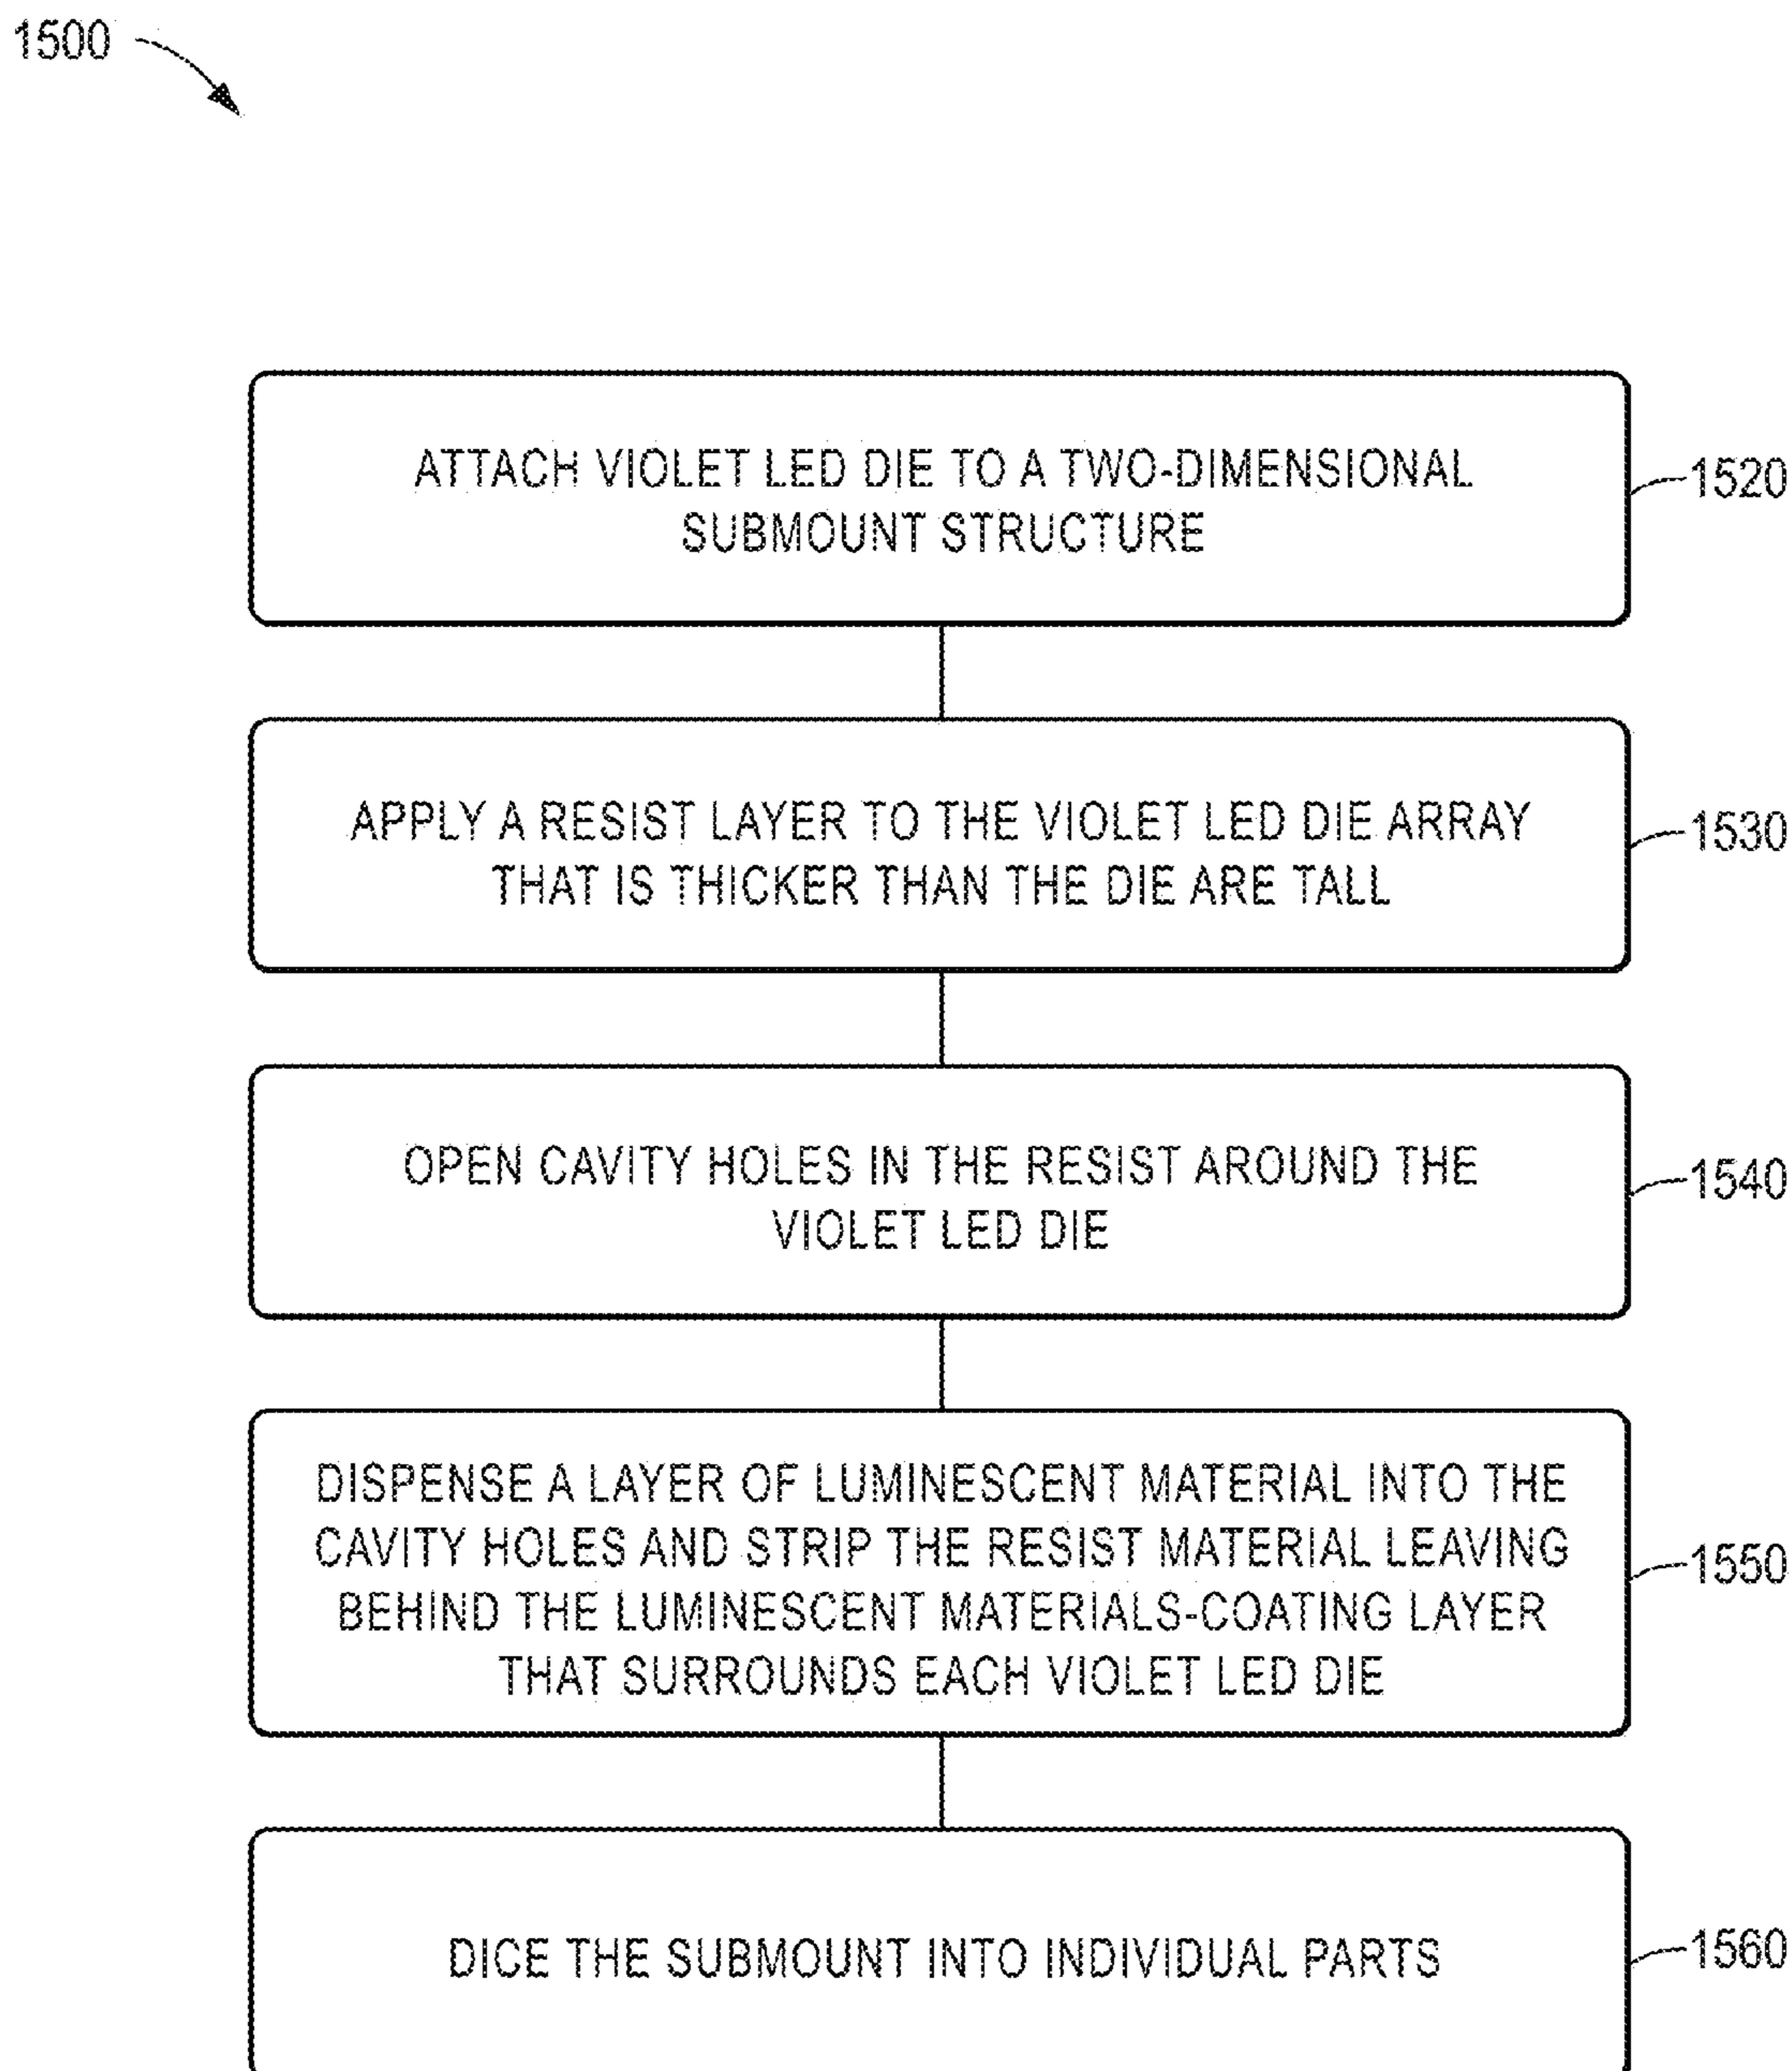 1500
ATTACH VIOLET LED DIE TO A TWO-DIMENSIONAL
SUBMOUNT STRUCTURE
1520
APPLY A RESIST LAYER TO THE VIOLET LED DIE ARRAY
THAT IS THICKER THAN THE DIE ARE TALL
1530
OPEN CAVITY HOLES IN THE RESIST AROUND THE
VIOLET LED DIE
1540
DISPENSE A LAYER OF LUMINESCENT MATERIAL INTO THE
CAVITY HOLES AND STRIP THE RESIST MATERIAL LEAVING
BEHIND THE LUMINESCENT MATERIALS-COATING LAYER
THAT SURROUNDS EACH VIOLET LED DIE
1550
DICE THE SUBMOUNT INTO INDIVIDUAL PARTS
1560